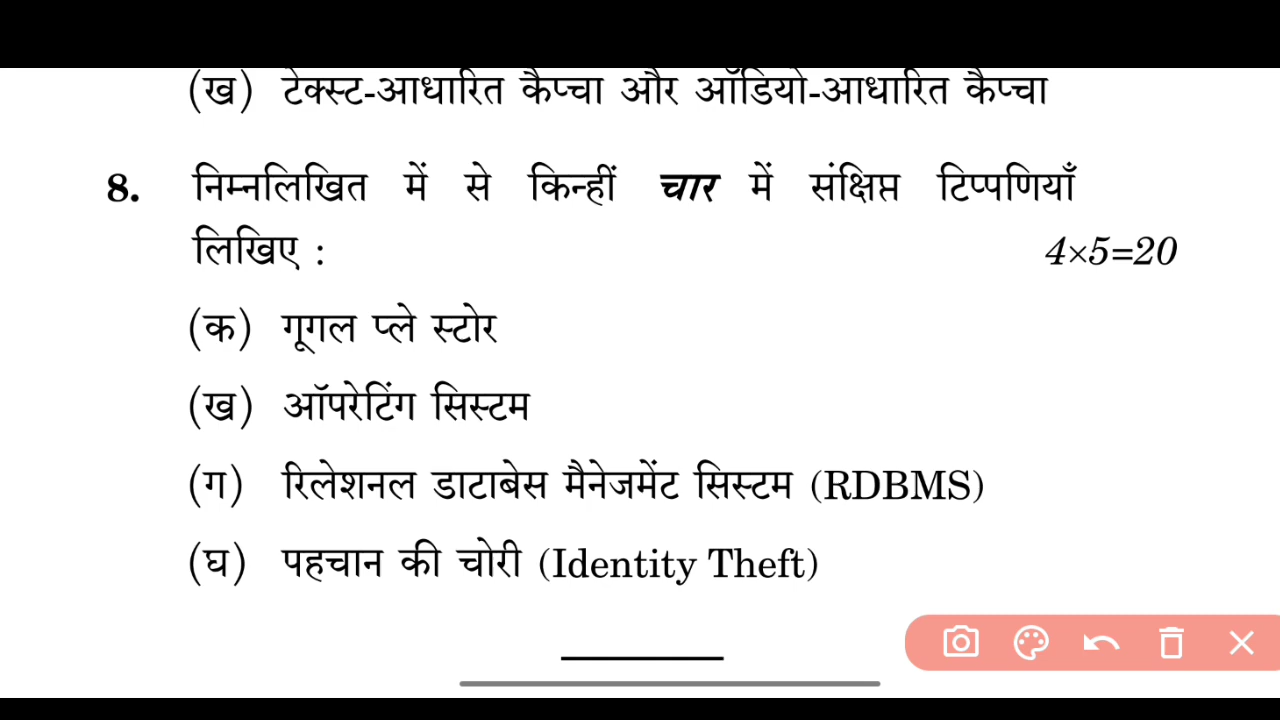 (ख) टेक्स्ट-आधारित कैप्चा और ऑडियो-आधारित कैप्चा
8. निम्नलिखित में से किन्हीं चार में संक्षिप्त टिप्पणियाँ
लिखिए : 4×5=20
(क) गूगल प्ले स्टोर
(ख) ऑपरेटिंग सिस्टम
(ग) रिलेशनल डाटाबेस मैनेजमेंट सिस्टम (RDBMS)
(घ) पहचान की चोरी (Identity Theft)